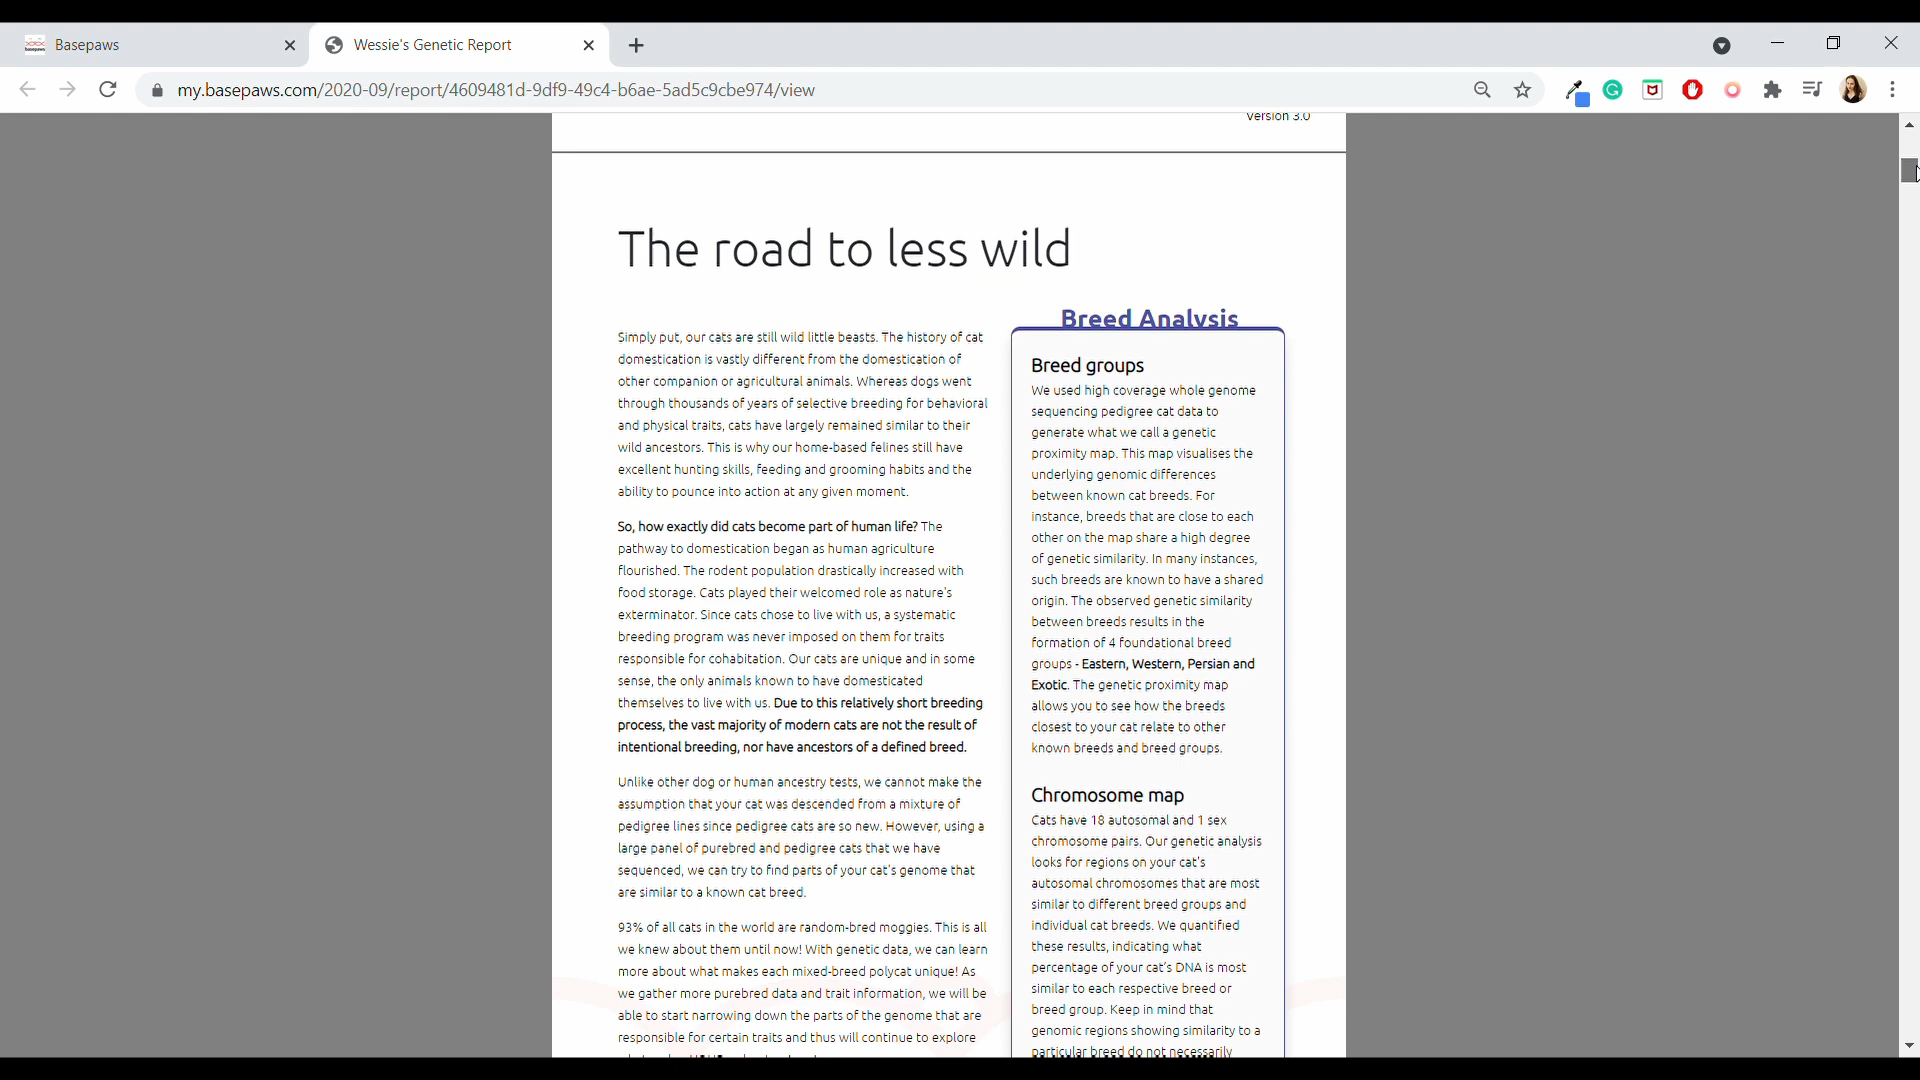 Basepaws
Wessie's Genetic Report
my.basepaws.com/2020-09/report/4609481d-9df9-49c4-b6ae-5ad5c9cbe974/view
Version 3.0
The road to less wild
Simply put, our cats are still wild little beasts. The history of cat
domestication is vastly different from the domestication of
other companion or agricultural animals. Whereas dogs went
through thousands of years of selective breeding for behavioral
and physical traits, cats have largely remained similar to their
wild ancestors. This is why our home-based felines still have
excellent hunting skills, feeding and grooming habits and the
ability to pounce into action at any given moment.
So, how exactly did cats become part of human life? The
pathway to domestication began as human agriculture
flourished. The rodent population drastically increased with
food storage. Cats played their welcomed role as nature's
exterminator. Since cats chose to live with us, a systematic
breeding program was never imposed on them for traits
responsible for cohabitation. Our cats are unique and in some
sense, the only animals known to have domesticated
themselves to live with us. Due to this relatively short breeding
process, the vast majority of modern cats are not the result of
intentional breeding, nor have ancestors of a defined breed.
Unlike other dog or human ancestry tests, we cannot make the
assumption that your cat was descended from a mixture of
pedigree lines since pedigree cats are so new. However, using a
large panel of purebred and pedigree cats that we have
sequenced, we can try to find parts of your cat's genome that
are similar to a known cat breed.
93% of all cats in the world are random-bred moggies. This is all
we knew about them until now! With genetic data, we can learn
more about what makes each mixed-breed polycat unique! As
we gather more purebred data and trait information, we will be
able to start narrowing down the parts of the genome that are
responsible for certain traits and thus will continue to explore
Breed Analysis
Breed groups
We used high coverage whole genome
sequencing pedigree cat data to
generate what we call a genetic
proximity map. This map visualises the
underlying genomic differences
between known cat breeds. For
instance, breeds that are close to each
other on the map share a high degree
of genetic similarity. In many instances,
such breeds are known to have a shared
origin. The observed genetic similarity
between breeds results in the
formation of 4 foundational breed
groups - Eastern, Western, Persian and
Exotic. The genetic proximity map
allows you to see how the breeds
closest to your cat relate to other
known breeds and breed groups.
Chromosome map
Cats have 18 autosomal and 1 sex
chromosome pairs. Our genetic analysis
looks for regions on your cat's
autosomal chromosomes that are most
similar to different breed groups and
individual cat breeds. We quantified
these results, indicating what
percentage of your cat's DNA is most
similar to each respective breed or
breed group. Keep in mind that
genomic regions showing similarity to a
particular breed do not necessarily